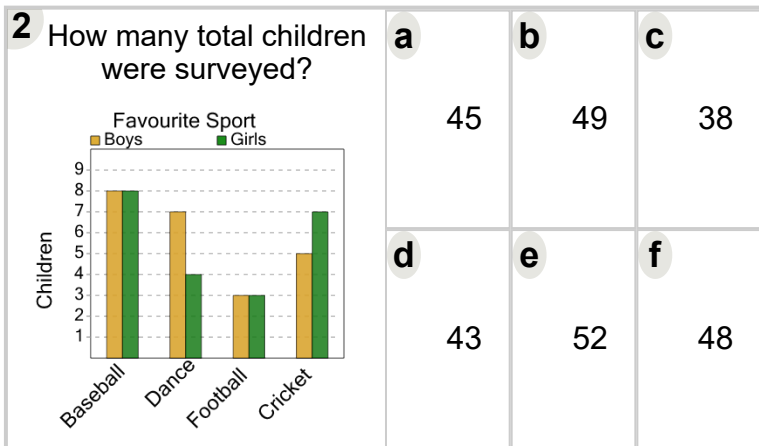 2 How many total children
were surveyed?
Favourite Sport
Boys Girls
9
8
7
6
5
4
3
2
1
Children
Baseball Dance Football Cricket
a b c
45 49 38
d e f
43 52 48